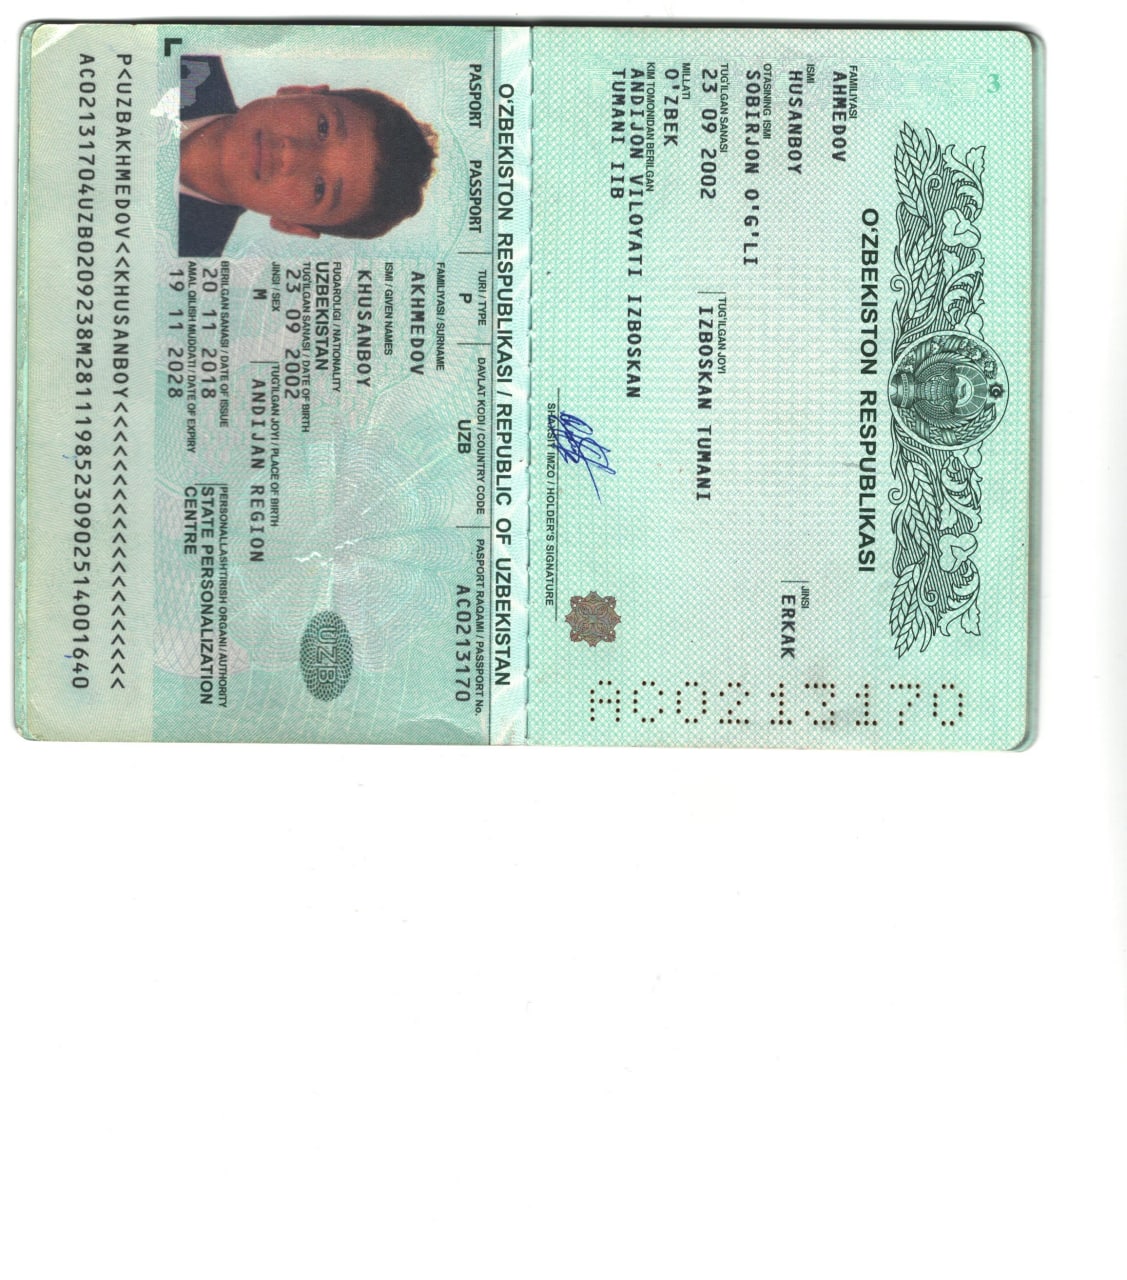 3
O‘ZBEKISTON RESPUBLIKASI
FAMILIYASI
AHMEDOV
ISMI
HUSANBOY
JINSI
ERKAK
OTASINING ISMI
SOBIRJON O'G'LI
TUG‘ILGAN SANASI
23 09 2002
TUG‘ILGAN JOYI
IZBOSKAN TUMANI
MILLATI
O'ZBEK
KIM TOMONIDAN BERILGAN
ANDIJON VILOYATI IZBOSKAN
TUMANI IIB
SHAXSIY IMZO / HOLDER'S SIGNATURE
AC0213170
O‘ZBEKISTON RESPUBLIKASI / REPUBLIC OF UZBEKISTAN
PASPORT PASSPORT
TURI / TYPE
P
DAVLAT KODI / COUNTRY CODE
UZB
PASPORT RAQAMI / PASSPORT No.
AC0213170
FAMILIYASI / SURNAME
AKHMEDOV
ISMI / GIVEN NAMES
KHUSANBOY
FUQAROLIGI / NATIONALITY
UZBEKISTAN
TUG‘ILGAN SANASI / DATE OF BIRTH
23 09 2002
JINSI / SEX
M
TUG‘ILGAN JOYI / PLACE OF BIRTH
ANDIJAN REGION
BERILGAN SANASI / DATE OF ISSUE
20 11 2018
PERSONALLASHTIRISH ORGANI / AUTHORITY
STATE PERSONALIZATION
CENTRE
AMAL QILISH MUDDATI / DATE OF EXPIRY
19 11 2028
UZB
P<UZBAKHMEDOV<<KHUSANBOY<<<<<<<<<<<<<<<<<<<<
AC02131704UZB0209238M28111985230902514001640